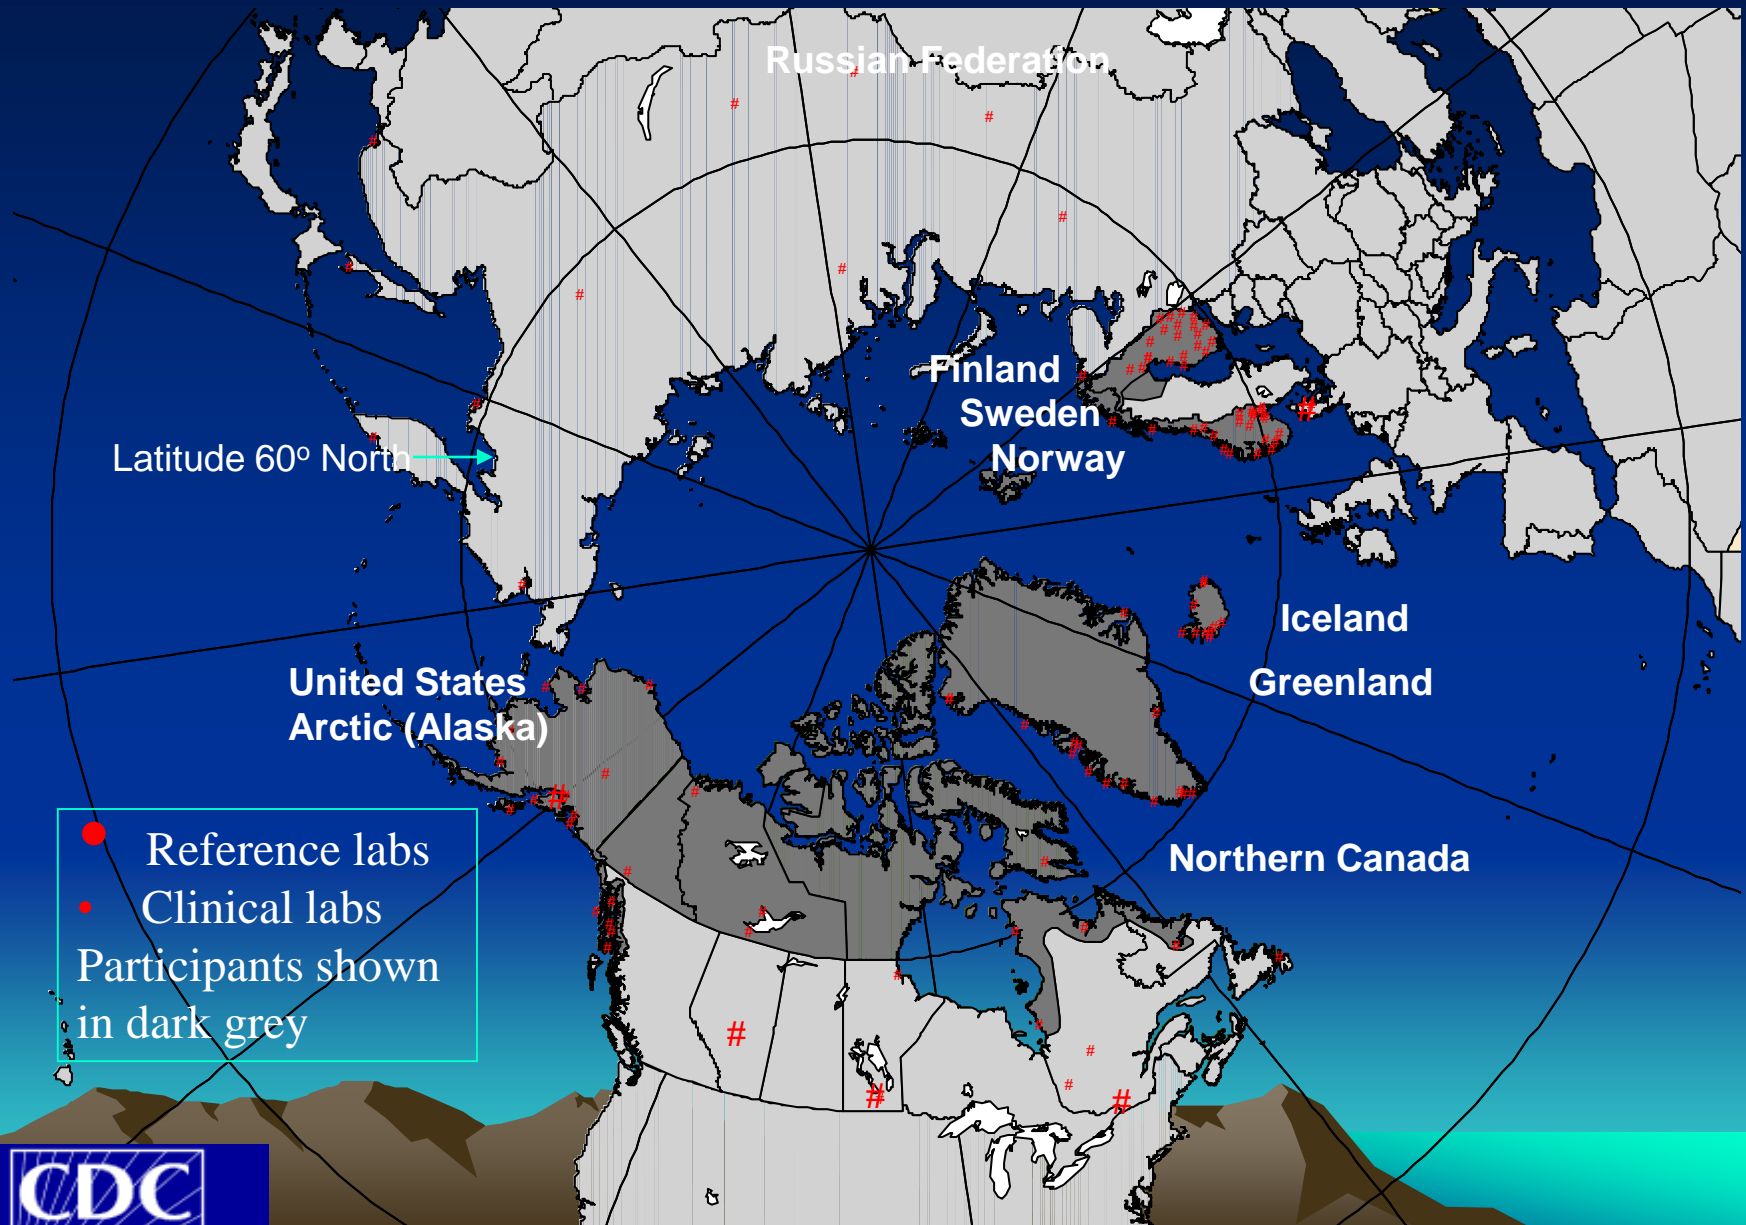 Russian Federation
Finland
Sweden
Norway
Latitude 60º North
Iceland
United States
Arctic (Alaska)
Greenland
Northern Canada
Reference labs
Clinical labs
Participants shown
in dark grey
CDC